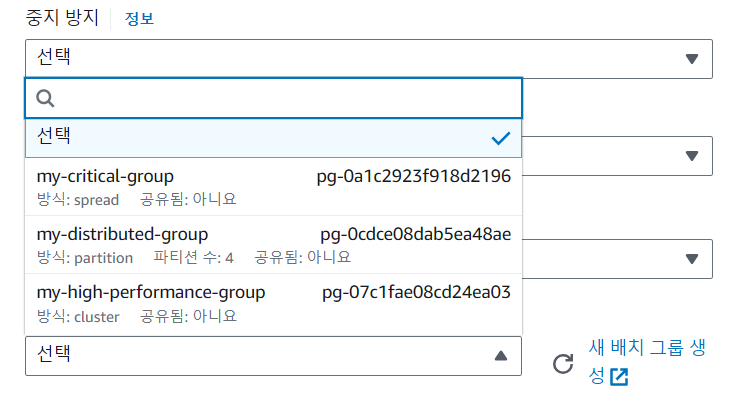 중지 방지 정보
선택
선택
my-critical-group pg-0a1c2923f918d2196
방식: spread 공유됨: 아니요
my-distributed-group pg-0cdce08dab5ea48ae
방식: partition 파티션 수: 4 공유됨: 아니요
my-high-performance-group pg-07c1fae08cd24ea03
방식: cluster 공유됨: 아니요
선택
새 배치 그룹 생
성